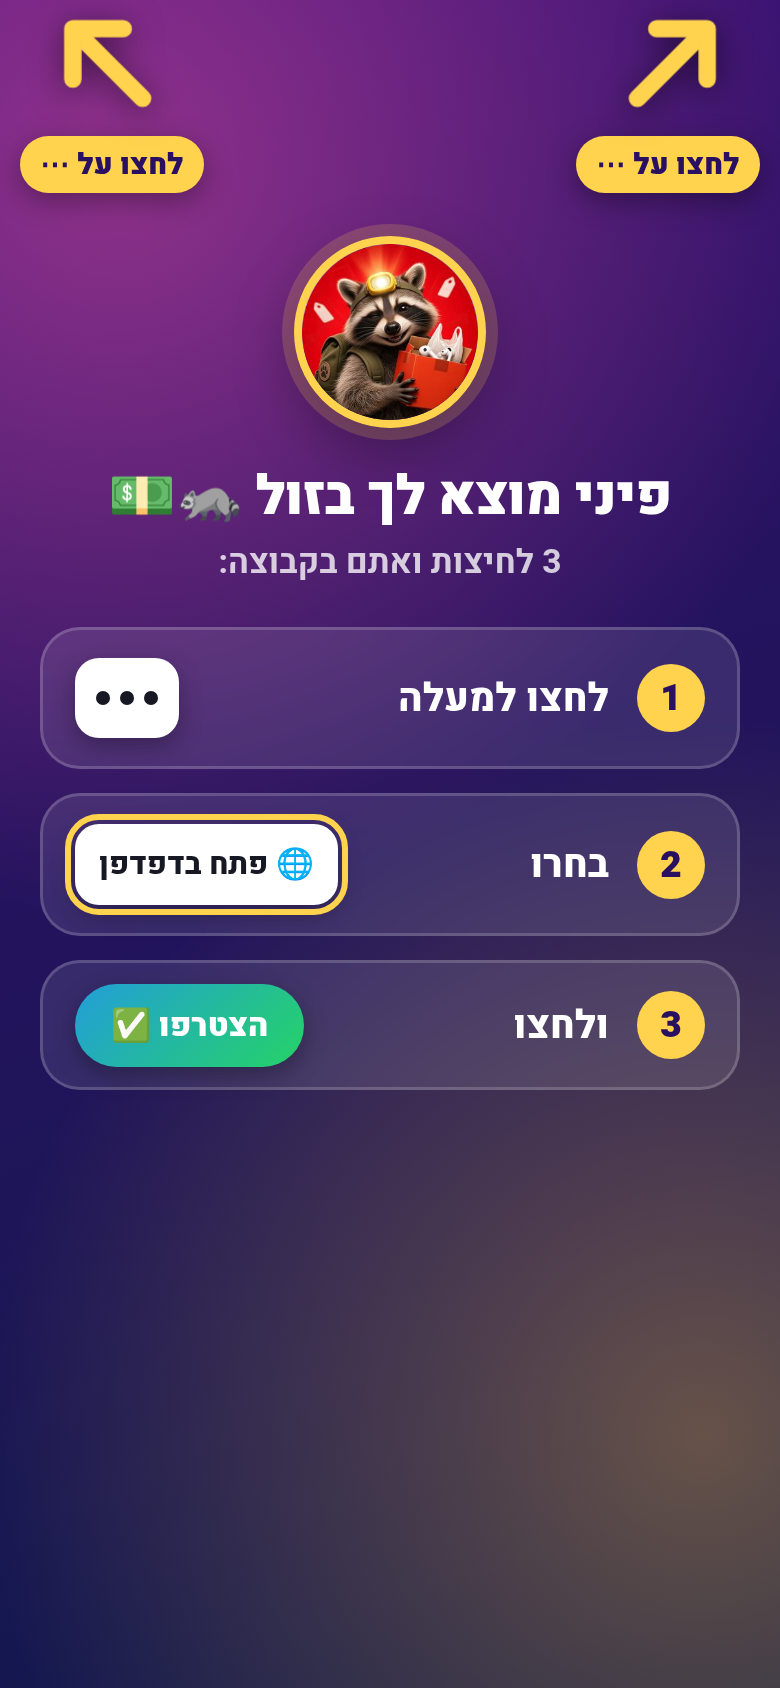 לחצו על ⋯
לחצו על ⋯
פיני מוצא לך בזול 🦝💵
3 לחיצות ואתם בקבוצה:
1 לחצו למעלה •••
2 בחרו 🌐 פתח בדפדפן
3 ולחצו הצטרפו ✅